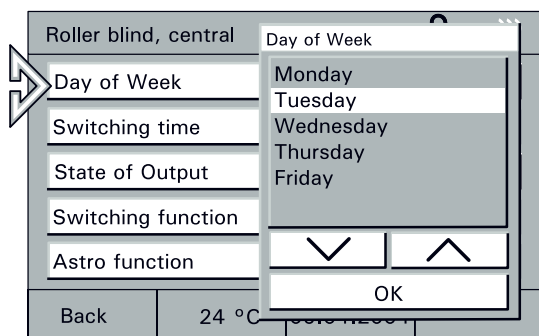 Roller blind, central
Day of Week
Switching time
State of Output
Switching function
Astro function
Back
24 °C
Day of Week
Monday
Tuesday
Wednesday
Thursday
Friday
OK